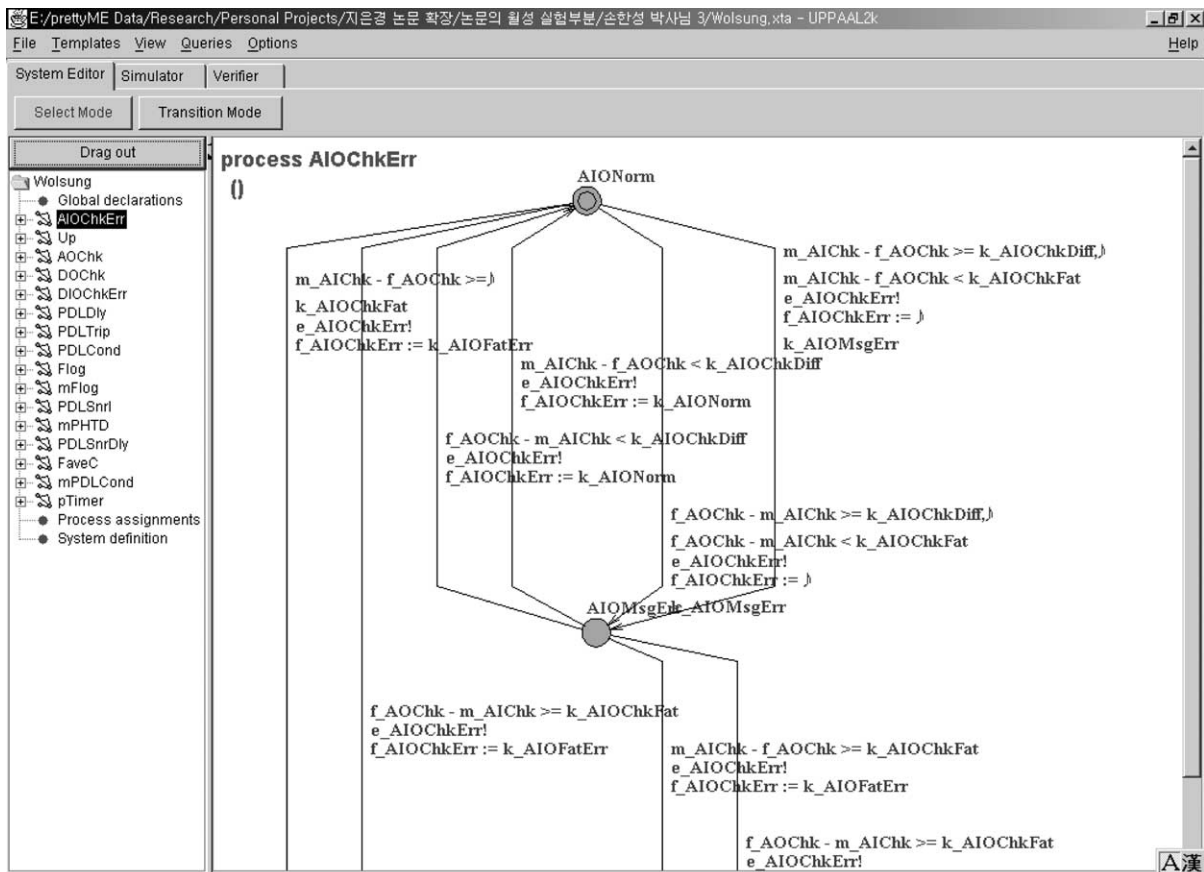 E:/prettyME Data/Research/Personal Projects/지은경 논문 확장/논문의 월성 실험부분/손한성 박사님 3/Wolsung,xta - UPPAAL2k
File Templates View Queries Options Help
System Editor Simulator Verifier
Select Mode Transition Mode
Drag out
Wolsung
Global declarations
AIOChkErr
Up
AOChk
DOChk
DIOChkErr
PDLDly
PDLTrip
PDLCond
Flog
mFlog
PDLSnrI
mPHTD
PDLSnrDly
FaveC
mPDLCond
pTimer
Process assignments
System definition
process AIOChkErr
()
AIONorm
m_AIChk - f_AOChk >=♪
k_AIOChkFat
e_AIOChkErr!
f_AIOChkErr := k_AIOFatErr
m_AIChk - f_AOChk >= k_AIOChkDiff,♪
m_AIChk - f_AOChk < k_AIOChkFat
e_AIOChkErr!
f_AIOChkErr := ♪
k_AIOMsgErr
m_AIChk - f_AOChk < k_AIOChkDiff
e_AIOChkErr!
f_AIOChkErr := k_AIONorm
f_AOChk - m_AIChk < k_AIOChkDiff
e_AIOChkErr!
f_AIOChkErr := k_AIONorm
f_AOChk - m_AIChk >= k_AIOChkDiff,♪
f_AOChk - m_AIChk < k_AIOChkFat
e_AIOChkErr!
f_AIOChkErr := ♪
k_AIOMsgErr
AIOMsgErr
f_AOChk - m_AIChk >= k_AIOChkFat
e_AIOChkErr!
f_AIOChkErr := k_AIOFatErr
m_AIChk - f_AOChk >= k_AIOChkFat
e_AIOChkErr!
f_AIOChkErr := k_AIOFatErr
f_AOChk - m_AIChk >= k_AIOChkFat
e_AIOChkErr!
A漢